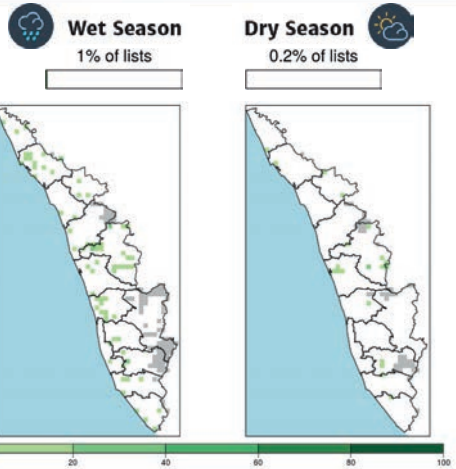 Wet Season
Dry Season
1% of lists
0.2% of lists
20
40
60
80
100